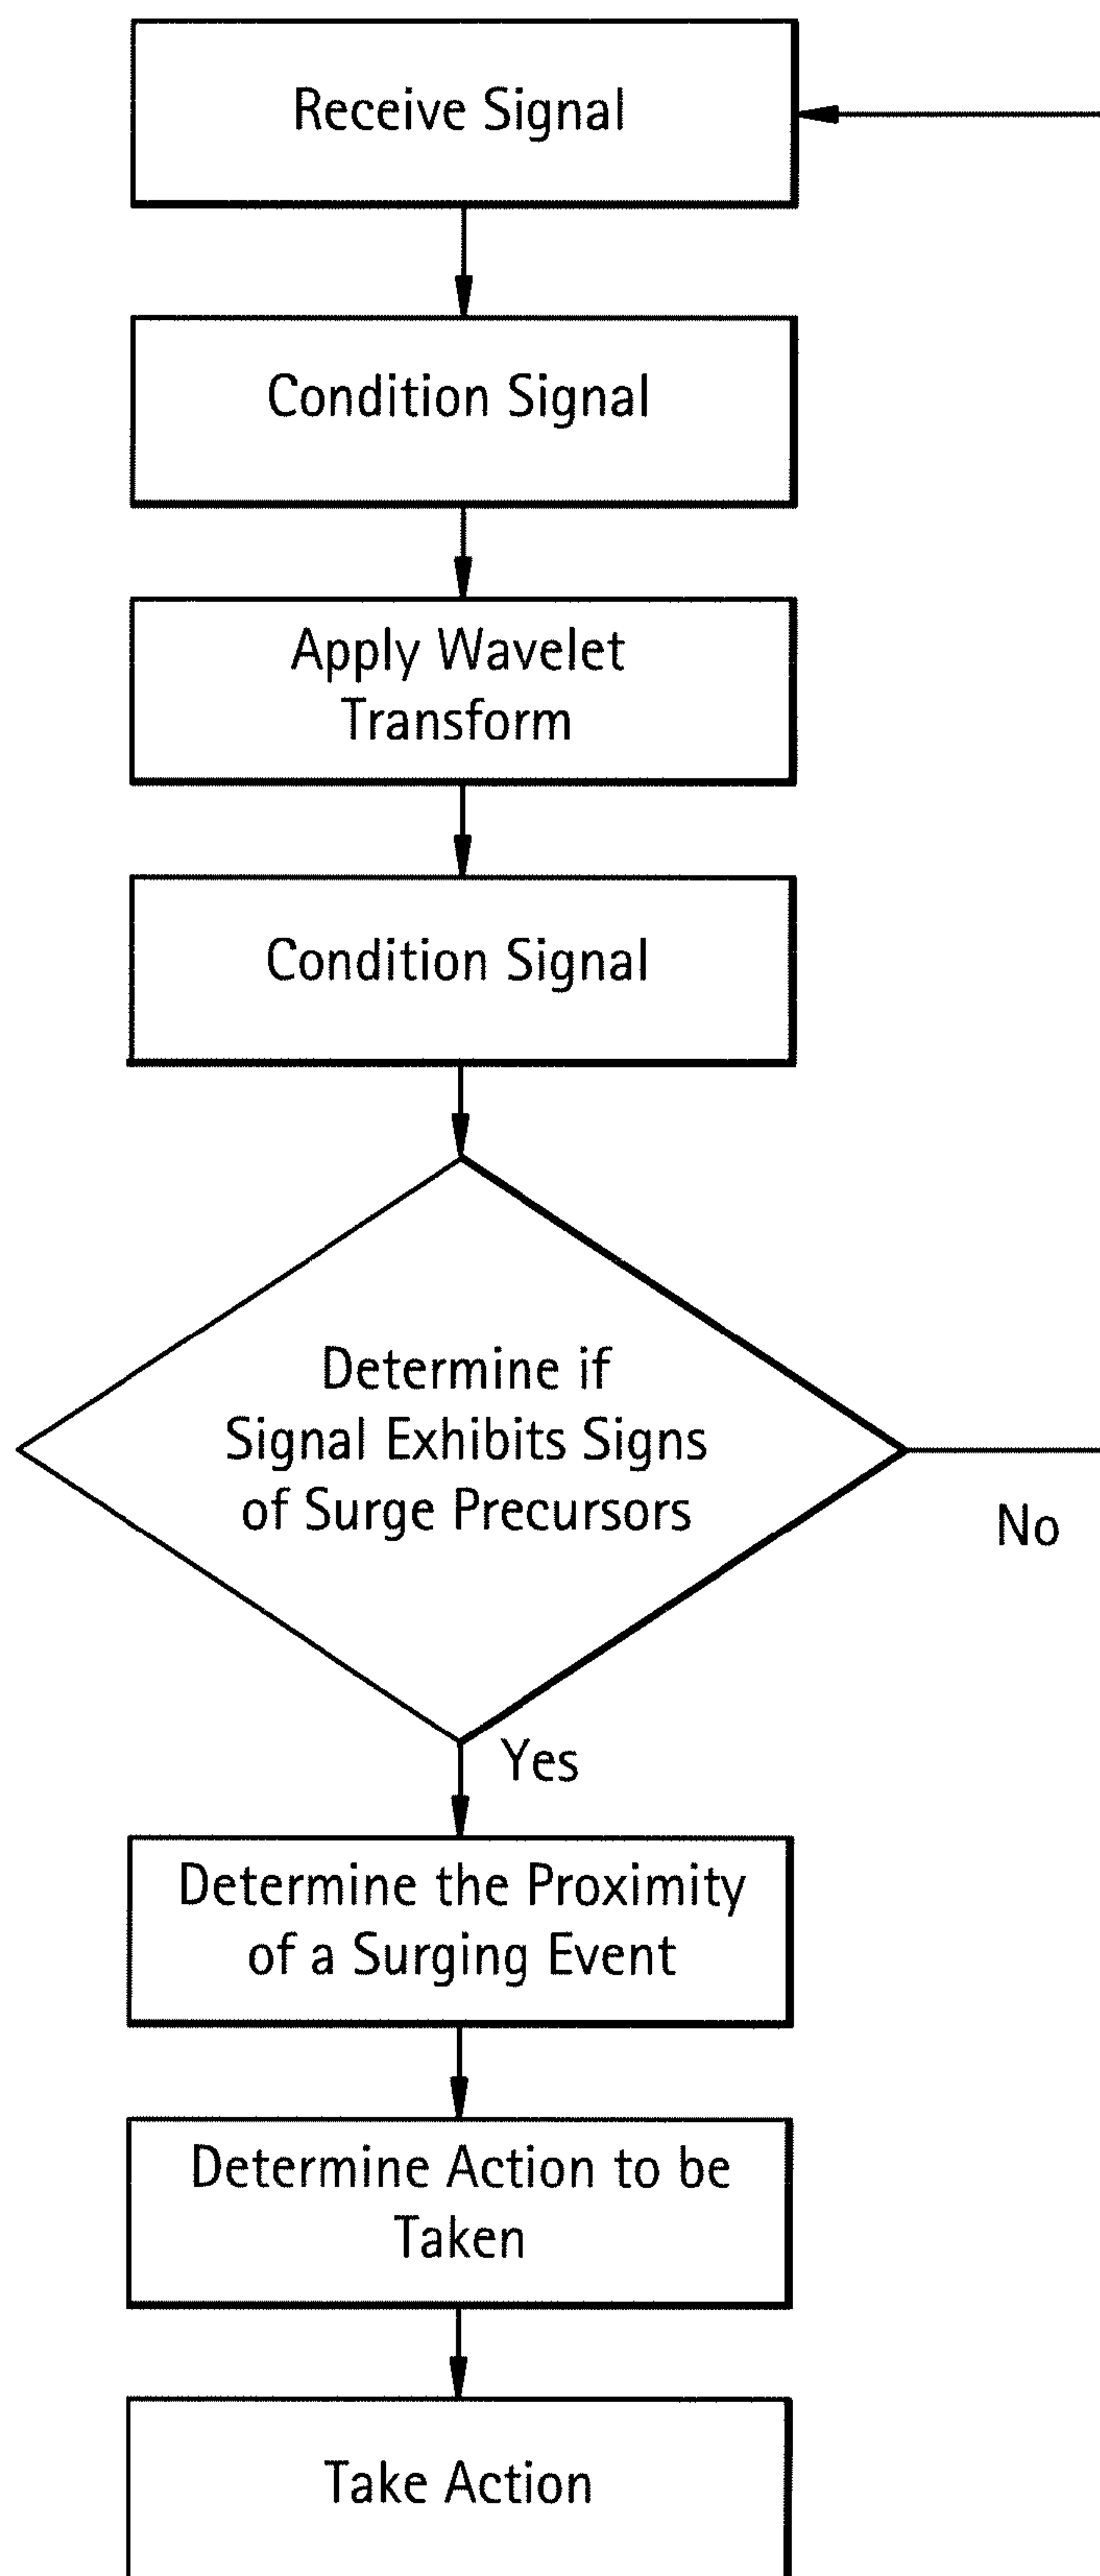 Receive Signal
Condition Signal
Apply Wavelet
Transform
Condition Signal
Determine if
Signal Exhibits Signs
of Surge Precursors
No
Yes
Determine the Proximity
of a Surging Event
Determine Action to be
Taken
Take Action